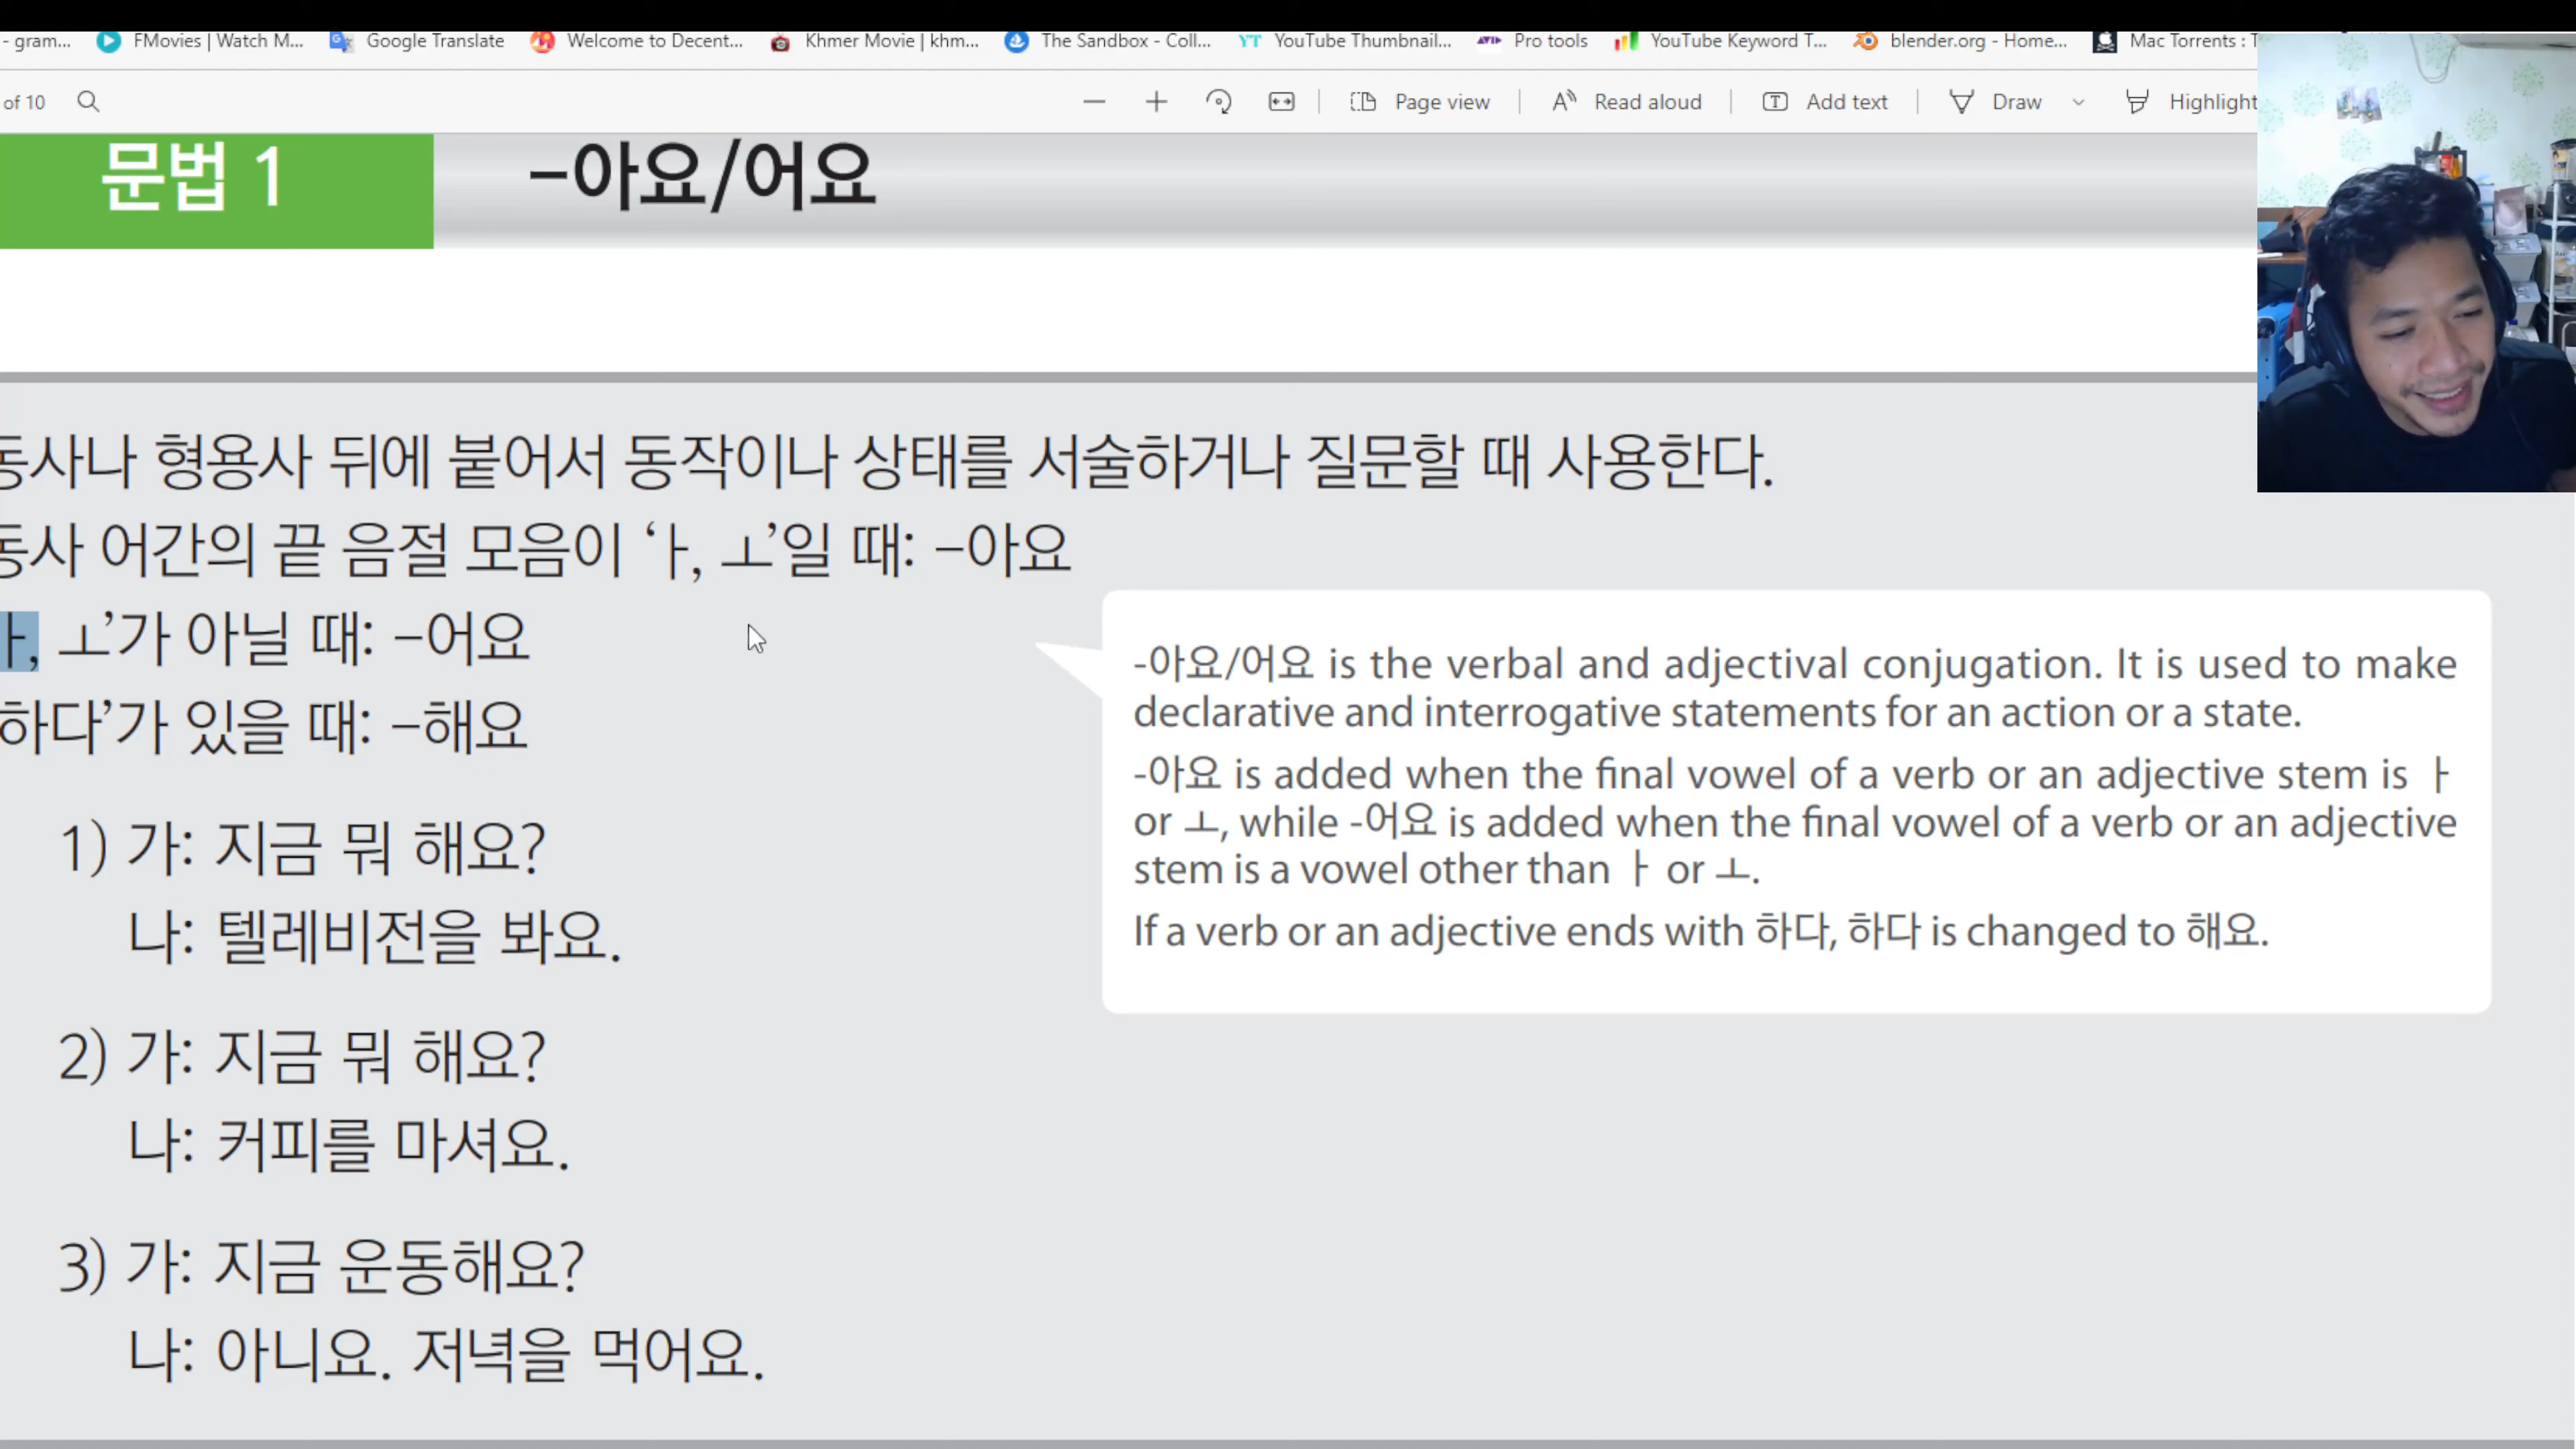 - gram...
FMovies | Watch M...
Google Translate
Welcome to Decent...
Khmer Movie | khm...
The Sandbox - Coll...
YT YouTube Thumbnail...
AVID Pro tools
YouTube Keyword T...
blender.org - Home...
Mac Torrents :
of 10
Page view
Read aloud
Add text
Draw
Highlight
문법 1
-아요/어요
동사나 형용사 뒤에 붙어서 동작이나 상태를 서술하거나 질문할 때 사용한다.
동사 어간의 끝 음절 모음이 ‘ㅏ, ㅗ’일 때: -아요
ㅏ, ㅗ’가 아닐 때: -어요
하다’가 있을 때: -해요
1) 가: 지금 뭐 해요?
나: 텔레비전을 봐요.
2) 가: 지금 뭐 해요?
나: 커피를 마셔요.
3) 가: 지금 운동해요?
나: 아니요. 저녁을 먹어요.
-아요/어요 is the verbal and adjectival conjugation. It is used to make
declarative and interrogative statements for an action or a state.
-아요 is added when the final vowel of a verb or an adjective stem is ㅏ
or ㅗ, while -어요 is added when the final vowel of a verb or an adjective
stem is a vowel other than ㅏ or ㅗ.
If a verb or an adjective ends with 하다, 하다 is changed to 해요.